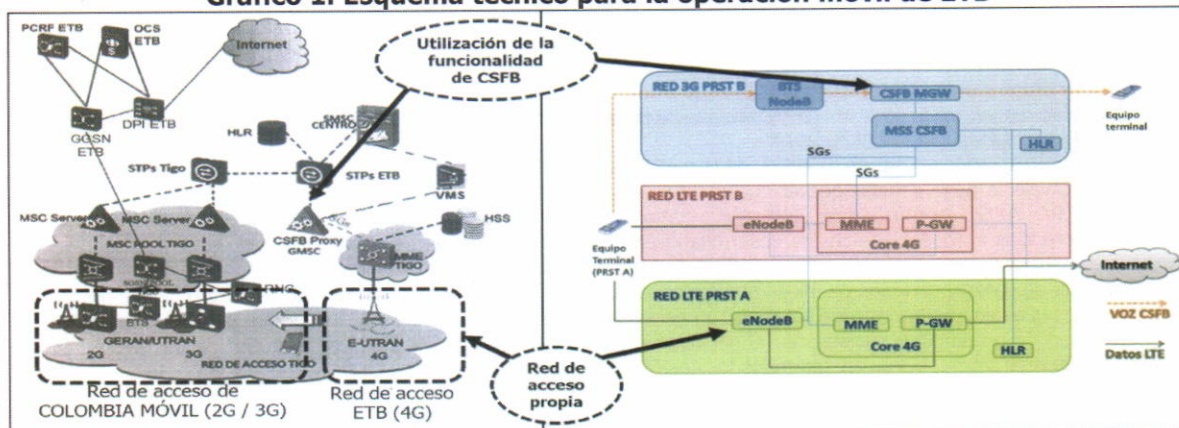 Gráfico 1: Esquema técnico para la operación móvil de ETB
PCRF ETB
OCS
ETB
Internet
GGSN
ETB
DPI ETB
Utilización de la
funcionalidad
de CSFB
HLR
SMSC
CENTRO
STPs Tigo
STPs ETB
VMS
MSC Server
MSC Server
MSC POOL TIGO
CSFB Proxy
GMSC
HSS
MME
TIGO
RNC
BTS
2G
GERAN/UTRAN
3G
RED DE ACCESO TIGO
E-UTRAN
4G
Red de acceso de
COLOMBIA MÓVIL (2G / 3G)
Red de acceso
ETB (4G)
Red de
acceso
propia
RED 3G PRST B
BTS
NodeB
CSFB MGW
MSS CSFB
HLR
Equipo
terminal
SGs
SGs
RED LTE PRST B
eNodeB
MME
P-GW
Core 4G
Equipo
Terminal
(PRST A)
RED LTE PRST A
eNodeB
MME
P-GW
Core 4G
HLR
Internet
VOZ CSFB
Datos LTE